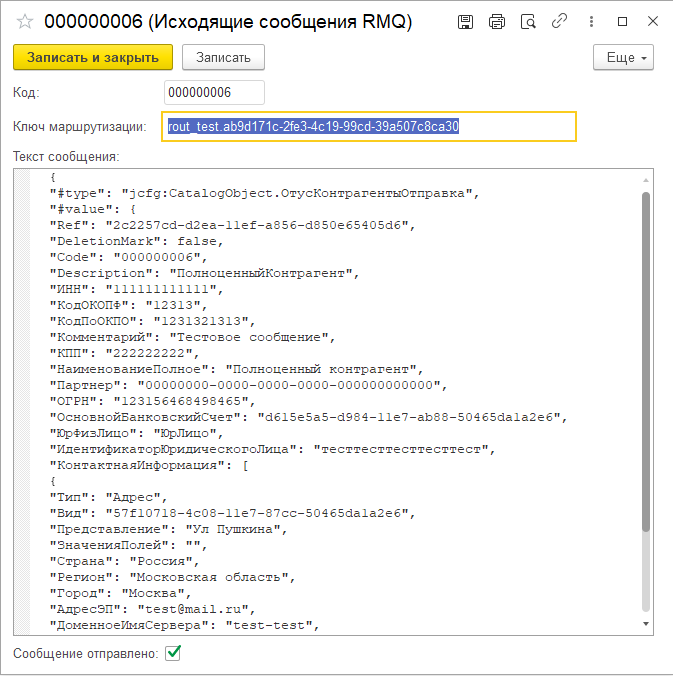 000000006 (Исходящие сообщения RMQ)
Записать и закрыть
Записать
Еще
Код:
000000006
Ключ маршрутизации:
rout_test.ab9d171c-2fe3-4c19-99cd-39a507c8ca30
Текст сообщения:
{
"#type": "jcfg:CatalogObject.ОтусКонтрагентыОтправка",
"#value": {
"Ref": "2c2257cd-d2ea-11ef-a856-d850e65405d6",
"DeletionMark": false,
"Code": "000000006",
"Description": "ПолноценныйКонтрагент",
"ИНН": "111111111111",
"КодОКОПФ": "12313",
"КодПоОКПО": "1231321313",
"Комментарий": "Тестовое сообщение",
"КПП": "222222222",
"НаименованиеПолное": "Полноценный контрагент",
"Партнер": "00000000-0000-0000-0000-000000000000",
"ОГРН": "123156468498465",
"ОсновнойБанковскийСчет": "d615e5a5-d984-11e7-ab88-50465da1a2e6",
"ЮрФизЛицо": "ЮрЛицо",
"ИдентификаторЮридическогоЛица": "тесттесттесттесттест",
"КонтактнаяИнформация": [
{
"Тип": "Адрес",
"Вид": "57f10718-4c08-11e7-87cc-50465da1a2e6",
"Представление": "Ул Пушкина",
"ЗначенияПолей": "",
"Страна": "Россия",
"Регион": "Московская область",
"Город": "Москва",
"АдресЭП": "test@mail.ru",
"ДоменноеИмяСервера": "test-test",
Сообщение отправлено: